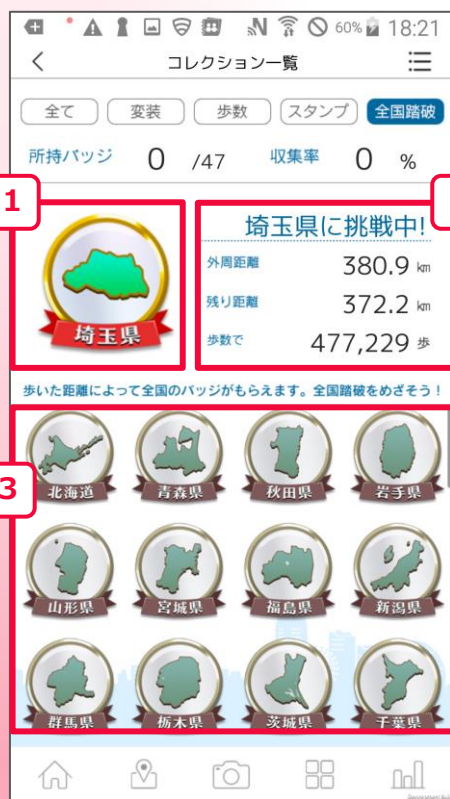 60% 18:21
コレクション一覧
全て 変装 歩数 スタンプ 全国踏破
所持バッジ 0 /47 収集率 0 %
1
埼玉県に挑戦中!
外周距離 380.9 km
残り距離 372.2 km
歩数で 477,229 歩
埼玉県
歩いた距離によって全国のバッジがもらえます。全国踏破をめざそう!
3
北海道 青森県 秋田県 岩手県
山形県 宮城県 福島県 新潟県
群馬県 栃木県 茨城県 千葉県